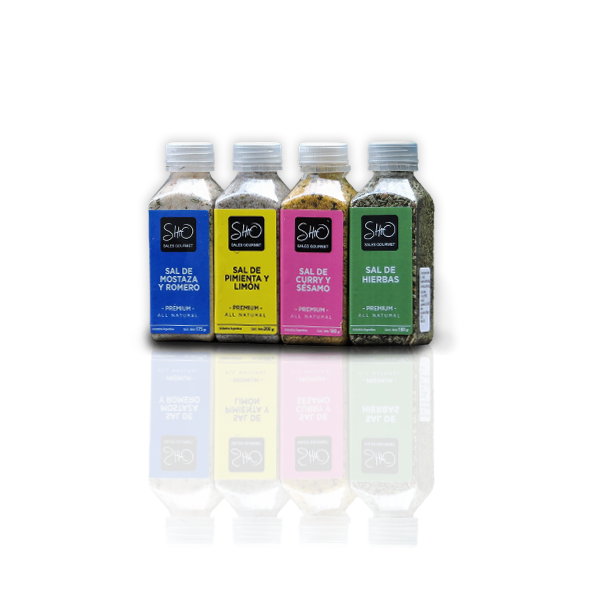 SHIO
SALES GOURMET
SAL DE
MOSTAZA
Y ROMERO
- PREMIUM -
ALL NATURAL
SHIO
SALES GOURMET
SAL DE
PIMIENTA Y
LIMÓN
- PREMIUM -
ALL NATURAL
SHIO
SALES GOURMET
SAL DE
CURRY Y
SÉSAMO
- PREMIUM -
ALL NATURAL
SHIO
SALES GOURMET
SAL DE
HIERBAS
- PREMIUM -
ALL NATURAL